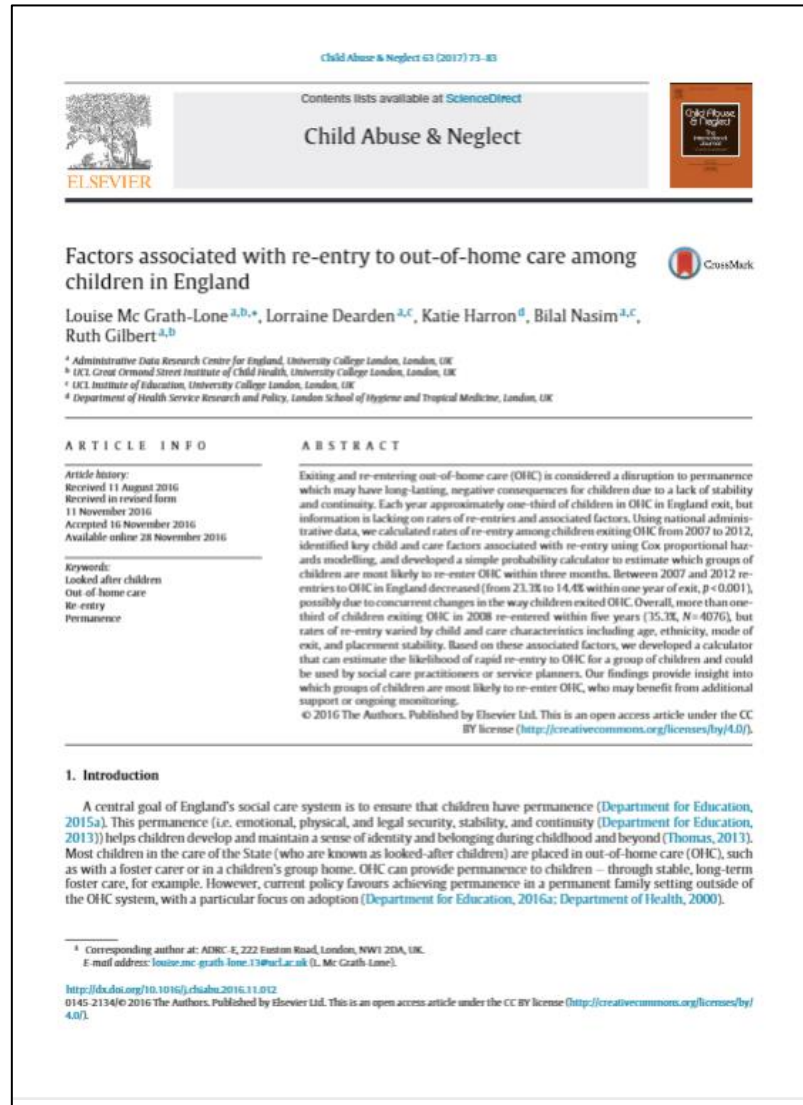 Child Abuse & Neglect 63 (2017) 73–83
Contents lists available at ScienceDirect
Child Abuse & Neglect
ELSEVIER
Child Abuse
& Neglect
The
International
Journal
Factors associated with re-entry to out-of-home care among
children in England
CrossMark
Louise Mc Grath-Lone a,b,*, Lorraine Dearden a,c, Katie Harron d, Bilal Nasim a,c,
Ruth Gilbert a,b
a Administrative Data Research Centre for England, University College London, London, UK
b UCL Great Ormond Street Institute of Child Health, University College London, London, UK
c UCL Institute of Education, University College London, London, UK
d Department of Health Service Research and Policy, London School of Hygiene and Tropical Medicine, London, UK
ARTICLE INFO
Article history:
Received 11 August 2016
Received in revised form
11 November 2016
Accepted 16 November 2016
Available online 28 November 2016
Keywords:
Looked after children
Out-of-home care
Re-entry
Permanence
ABSTRACT
Exiting and re-entering out-of-home care (OHC) is considered a disruption to permanence
which may have long-lasting, negative consequences for children due to a lack of stability
and continuity. Each year approximately one-third of children in OHC in England exit, but
information is lacking on rates of re-entries and associated factors. Using national adminis-
trative data, we calculated rates of re-entry among children exiting OHC from 2007 to 2012,
identified key child and care factors associated with re-entry using Cox proportional haz-
ards modelling, and developed a simple probability calculator to estimate which groups of
children are most likely to re-enter OHC within three months. Between 2007 and 2012 re-
entries to OHC in England decreased (from 23.3% to 14.4% within one year of exit, p < 0.001),
possibly due to concurrent changes in the way children exited OHC. Overall, more than one-
third of children exiting OHC in 2008 re-entered within five years (35.3%, N = 4076), but
rates of re-entry varied by child and care characteristics including age, ethnicity, mode of
exit, and placement stability. Based on these associated factors, we developed a calculator
that can estimate the likelihood of rapid re-entry to OHC for a group of children and could
be used by social care practitioners or service planners. Our findings provide insight into
which groups of children are most likely to re-enter OHC, who may benefit from additional
support or ongoing monitoring.
© 2016 The Authors. Published by Elsevier Ltd. This is an open access article under the CC
BY license (http://creativecommons.org/licenses/by/4.0/).
1. Introduction
A central goal of England's social care system is to ensure that children have permanence (Department for Education,
2015a). This permanence (i.e. emotional, physical, and legal security, stability, and continuity (Department for Education,
2013)) helps children develop and maintain a sense of identity and belonging during childhood and beyond (Thomas, 2013).
Most children in the care of the State (who are known as looked-after children) are placed in out-of-home care (OHC), such
as with a foster carer or in a children's group home. OHC can provide permanence to children – through stable, long-term
foster care, for example. However, current policy favours achieving permanence in a permanent family setting outside of
the OHC system, with a particular focus on adoption (Department for Education, 2016a; Department of Health, 2000).
* Corresponding author at: ADRC-E, 222 Euston Road, London, NW1 2DA, UK.
E-mail address: louise.mc-grath-lone.13@ucl.ac.uk (L. Mc Grath-Lone).
http://dx.doi.org/10.1016/j.chiabu.2016.11.012
0145-2134/© 2016 The Authors. Published by Elsevier Ltd. This is an open access article under the CC BY license (http://creativecommons.org/licenses/by/
4.0/).